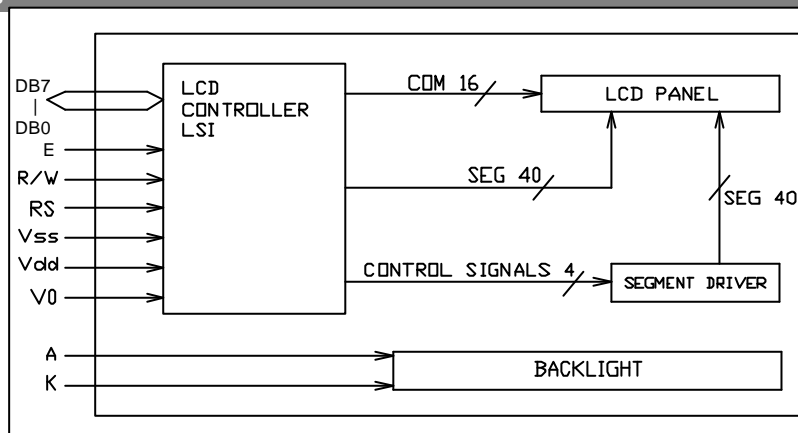 DB7
|
DB0
E
R/W
RS
Vss
Vdd
V0
A
K
LCD
CONTROLLER
LSI
COM 16
LCD PANEL
SEG 40
SEG 40
CONTROL SIGNALS 4
SEGMENT DRIVER
BACKLIGHT